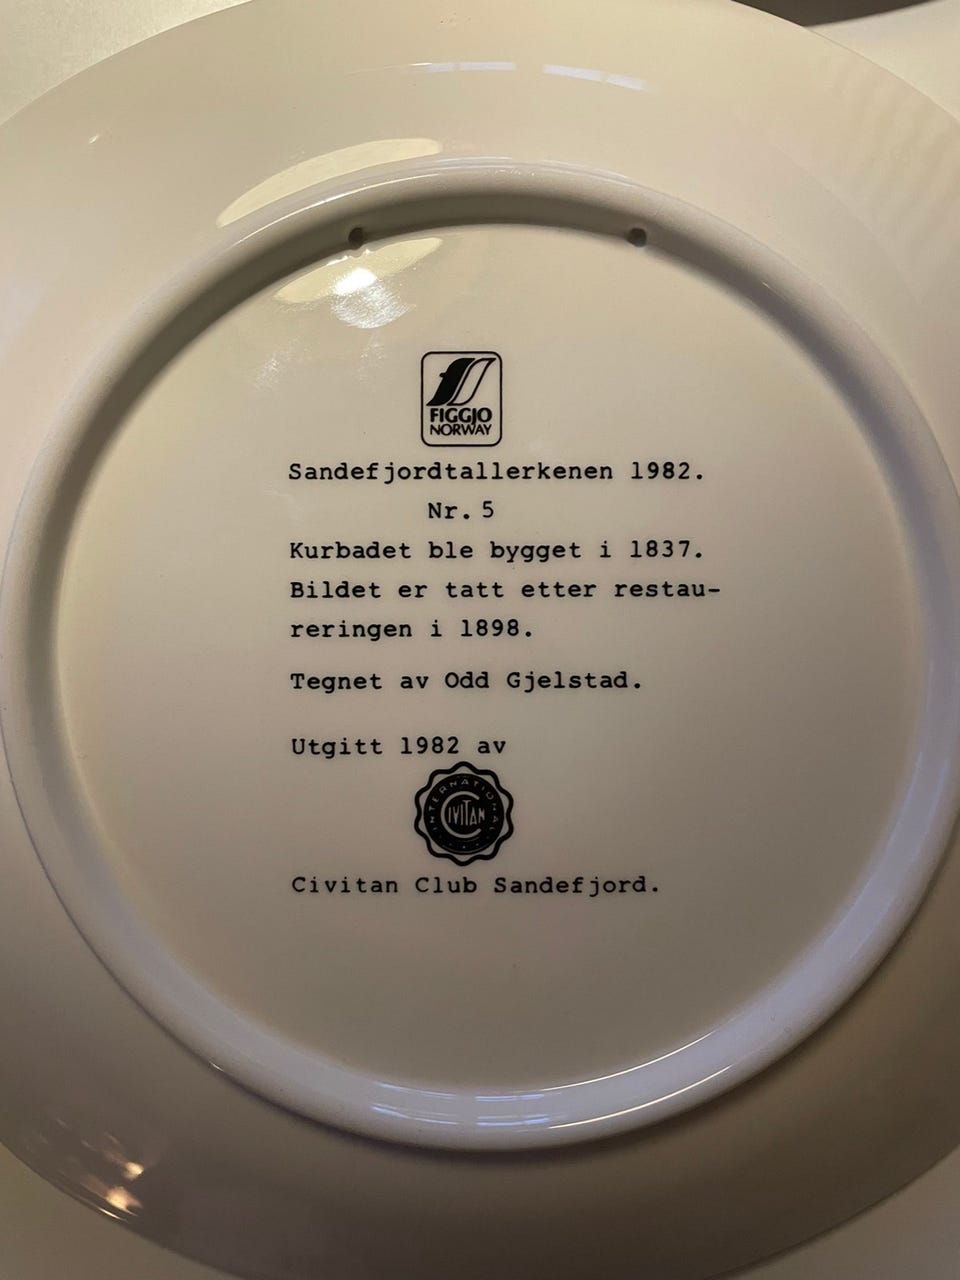 FIGGJO
NORWAY
Sandefjordtallerkenen 1982.
Nr. 5
Kurbadet ble bygget i 1837.
Bildet er tatt etter restau-
reringen i 1898.
Tegnet av Odd Gjelstad.
Utgitt 1982 av
INTERNATIONAL
CIVITAN
Civitan Club Sandefjord.